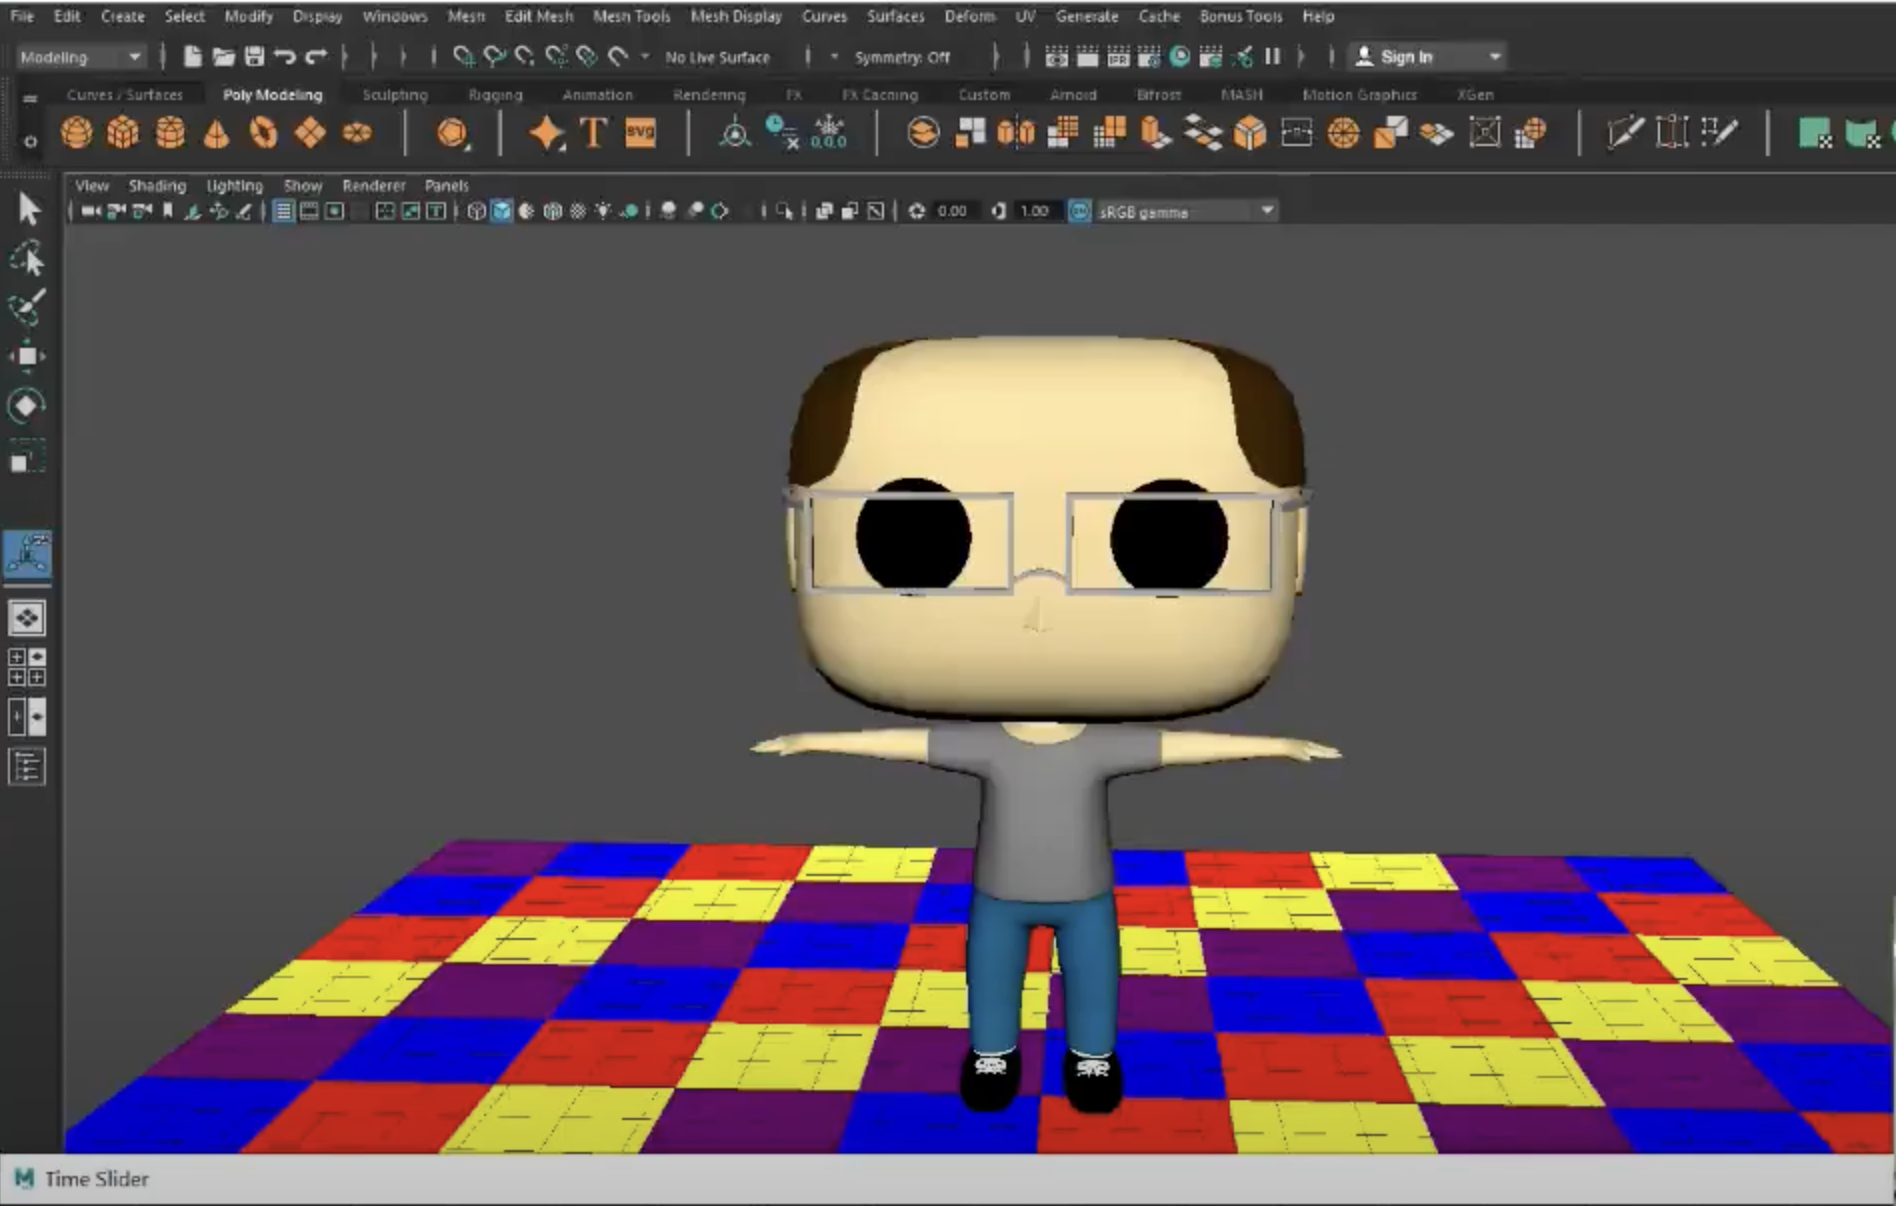 File Edit Create Select Modify Display Windows Mesh Edit Mesh Mesh Tools Mesh Display Curves Surfaces Deform UV Generate Cache Bonus Tools Help
Modeling No Live Surface Symmetry: Off Sign In
Curves / Surfaces Poly Modeling Sculpting Rigging Animation Rendering FX FX Caching Custom Arnold Bifrost MASH Motion Graphics XGen
T SVG 0,0,0
View Shading Lighting Show Renderer Panels
0.00 1.00 sRGB gamma
M Time Slider